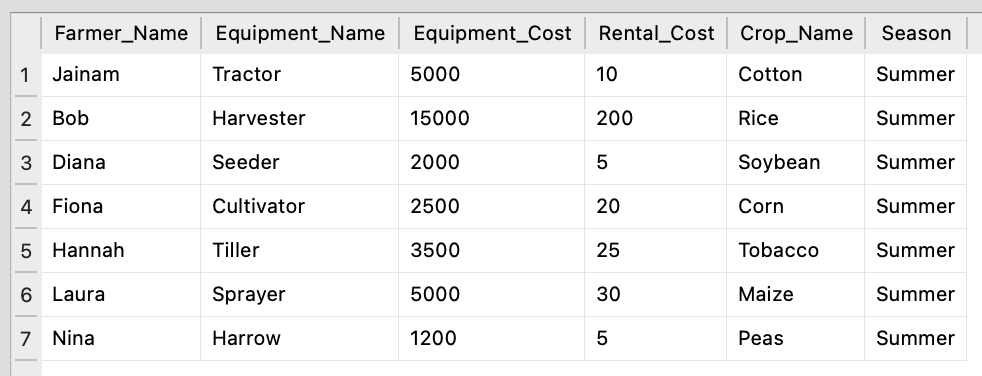 Farmer_Name Equipment_Name Equipment_Cost Rental_Cost Crop_Name Season
1 Jainam Tractor 5000 10 Cotton Summer
2 Bob Harvester 15000 200 Rice Summer
3 Diana Seeder 2000 5 Soybean Summer
4 Fiona Cultivator 2500 20 Corn Summer
5 Hannah Tiller 3500 25 Tobacco Summer
6 Laura Sprayer 5000 30 Maize Summer
7 Nina Harrow 1200 5 Peas Summer